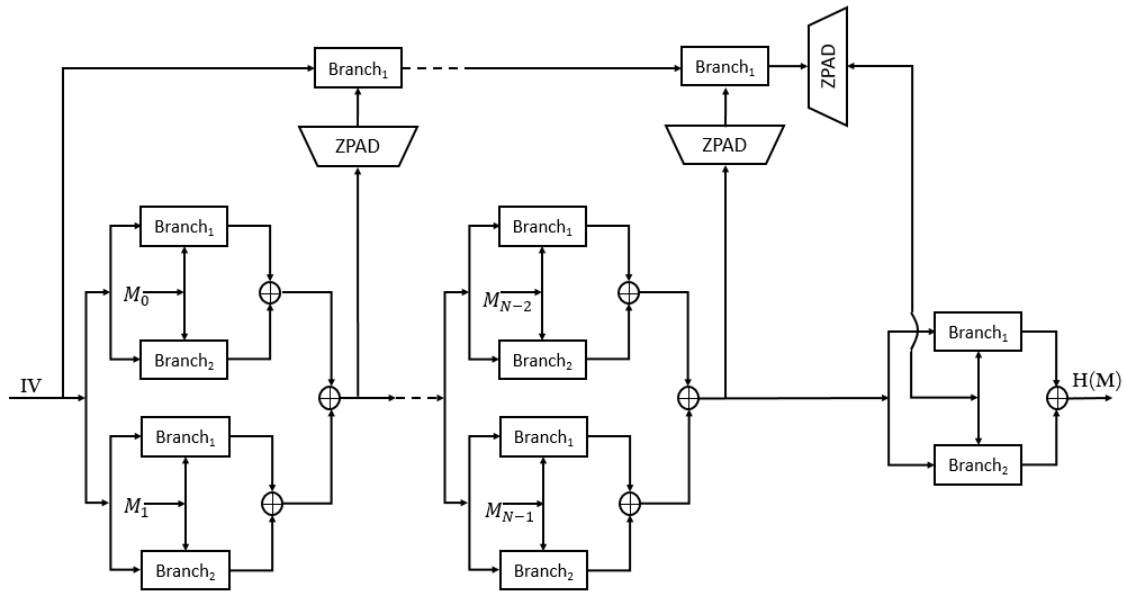 Branch₁
Branch₁
ZPAD
ZPAD
ZPAD
Branch₁
M₀
Branch₂
Branch₁
M_{N−2}
Branch₂
IV
Branch₁
M₁
Branch₂
Branch₁
M_{N−1}
Branch₂
Branch₁
H(M)
Branch₂